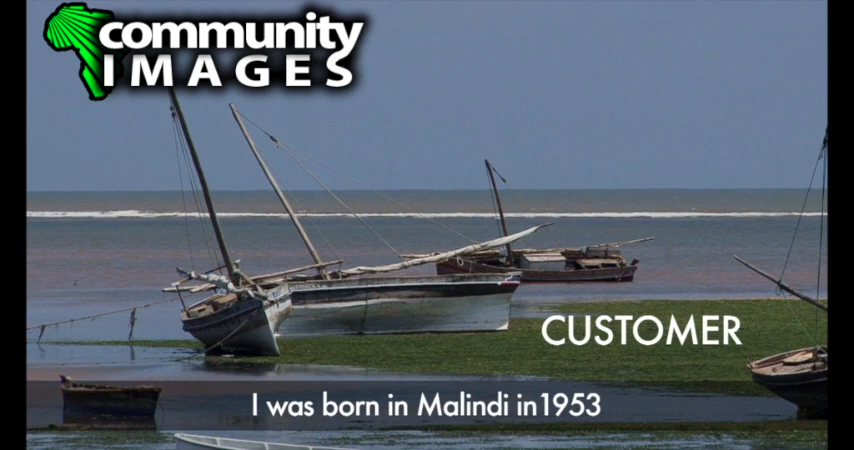 community
IMAGES
CUSTOMER
I was born in Malindi in1953